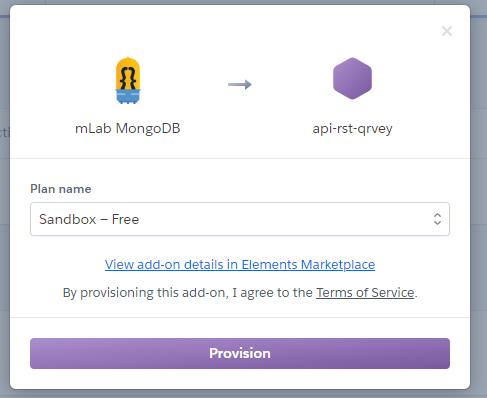 mLab MongoDB
api-rst-qrvey
Plan name
Sandbox – Free
View add-on details in Elements Marketplace
By provisioning this add-on, I agree to the Terms of Service.
Provision